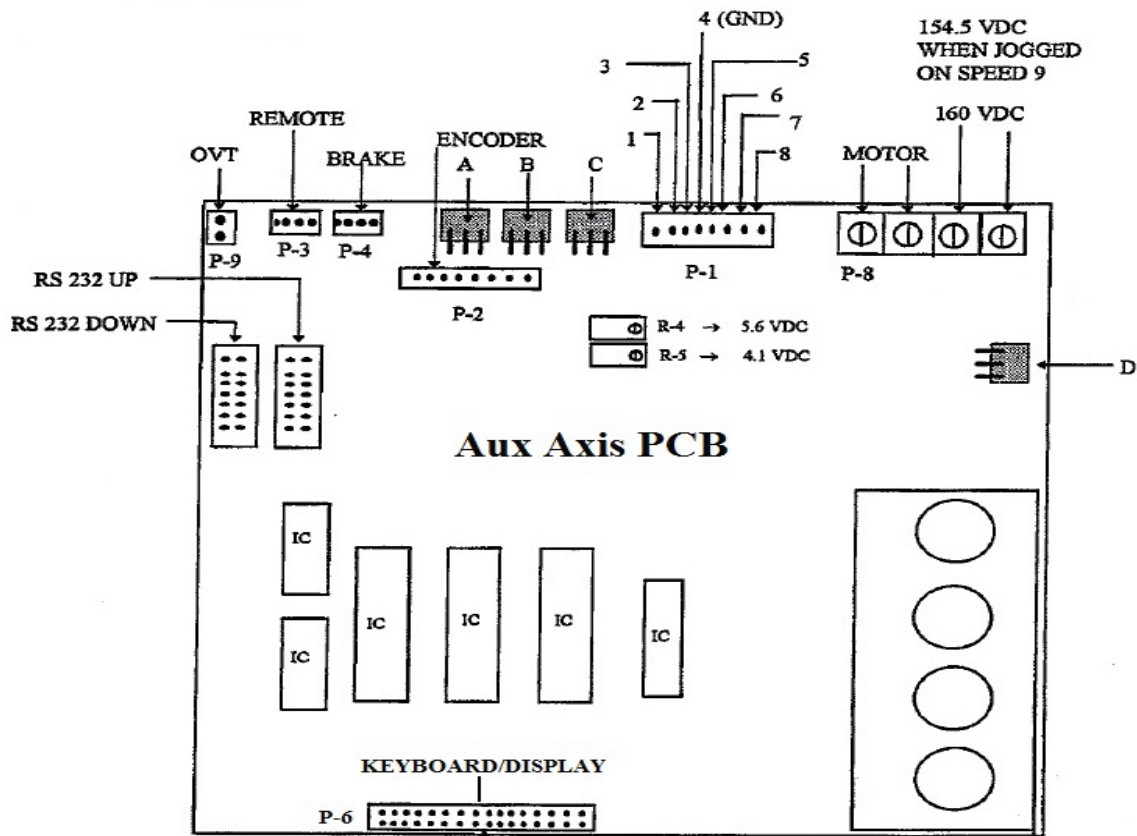 4 (GND)
154.5 VDC
WHEN JOGGED
ON SPEED 9
3
5
2
6
160 VDC
REMOTE
1
7
ENCODER
OVT
BRAKE
A
B
C
8
MOTOR
P-9
P-3
P-4
P-1
P-8
RS 232 UP
P-2
R-4 → 5.6 VDC
RS 232 DOWN
R-5 → 4.1 VDC
D
Aux Axis PCB
IC
IC
IC
IC
IC
IC
KEYBOARD/DISPLAY
P-6